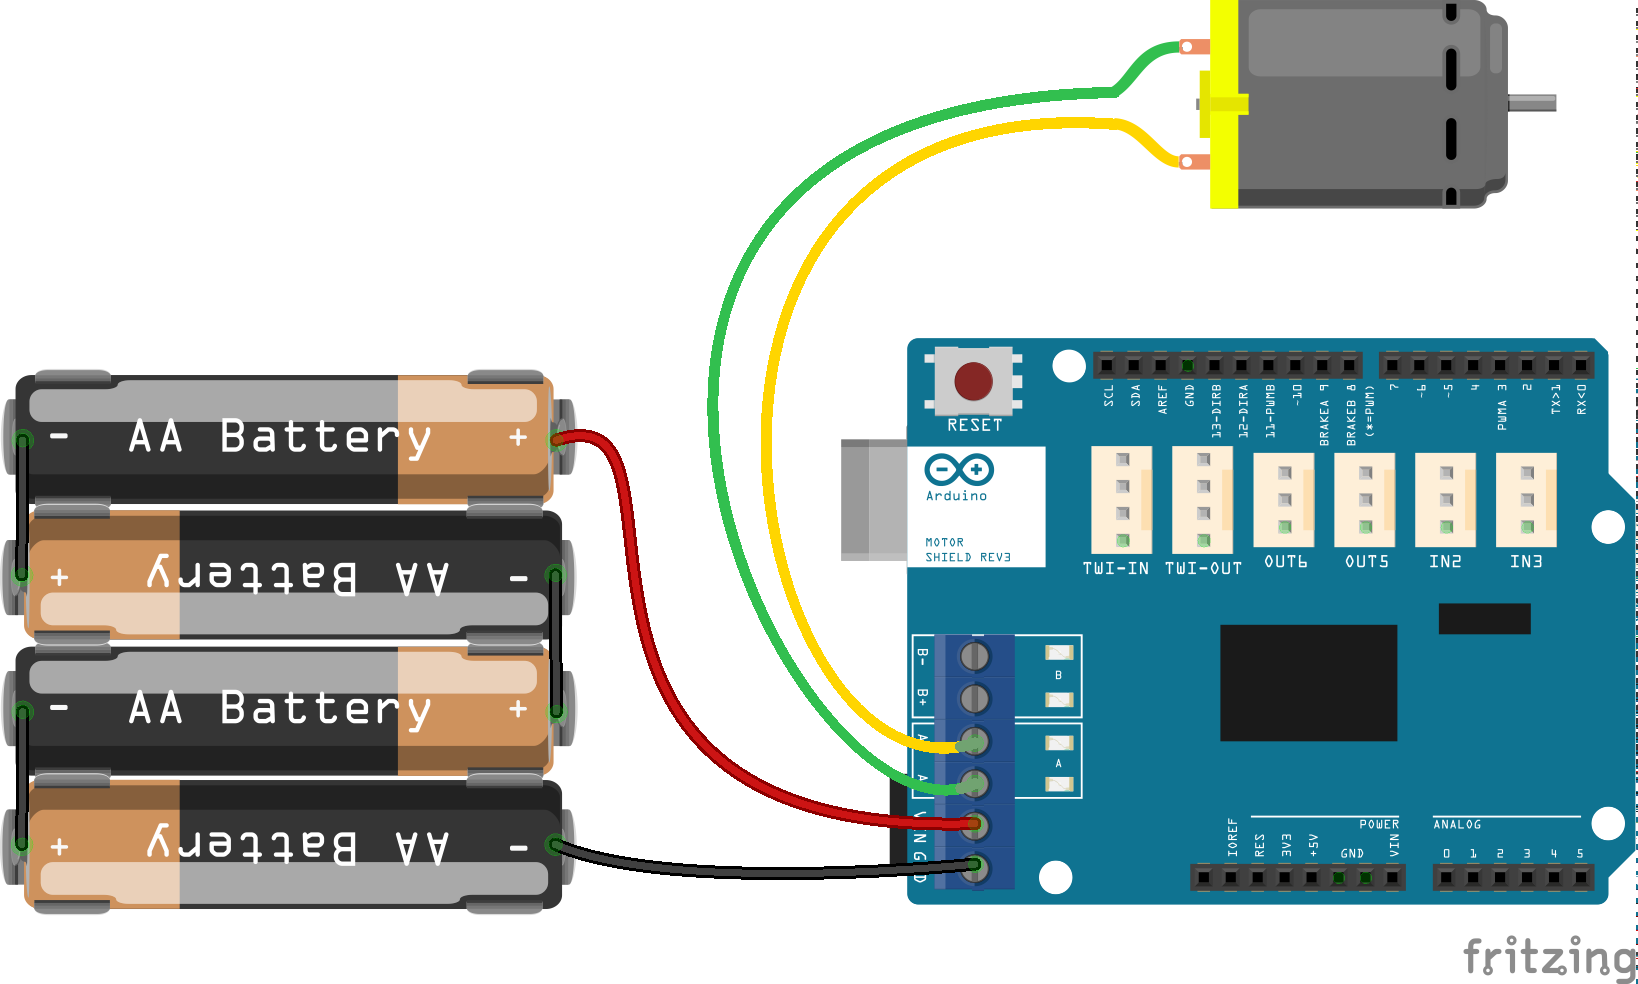 - AA Battery +
+ AA Battery -
- AA Battery +
+ AA Battery -
RESET
Arduino
MOTOR
SHIELD REV3
SCL
SDA
AREF
GND
13-DIRB
12-DIRA
11-PWMB
~10
BRAKEA 9
BRAKEB 8
(*=PWM)
7
~6
~5
4
PWMA 3
2
TX>1
RX<0
TWI-IN
TWI-OUT
OUT6
OUT5
IN2
IN3
B-
B+
A
A
B
A
POWER
ANALOG
IOREF
RES
3V3
+5V
GND
VIN
0
1
2
3
4
5
fritzing